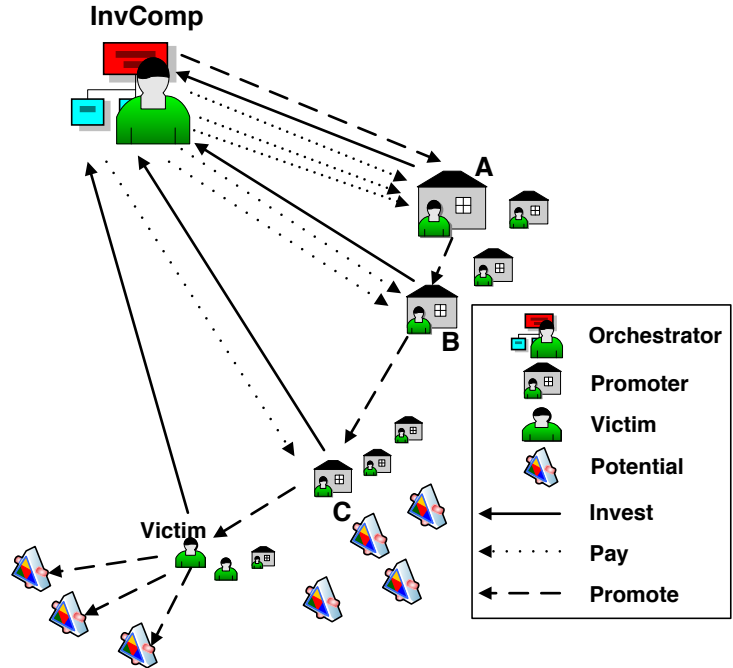 InvComp
A
B
C
Victim
Orchestrator
Promoter
Victim
Potential
Invest
Pay
Promote